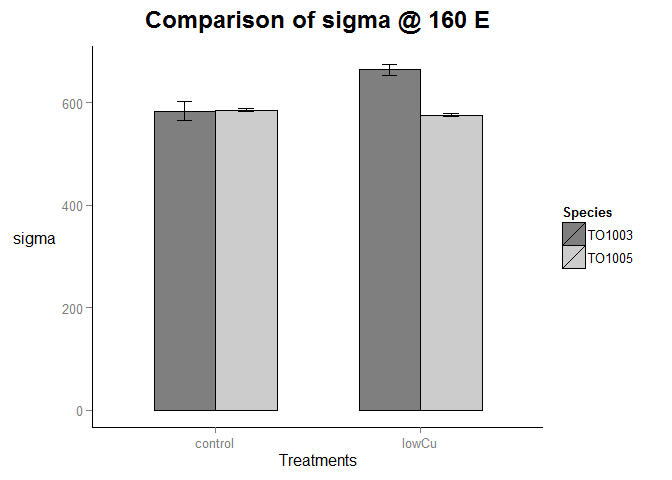 Comparison of sigma @ 160 E
600
400
200
0
sigma
control
lowCu
Treatments
Species
TO1003
TO1005